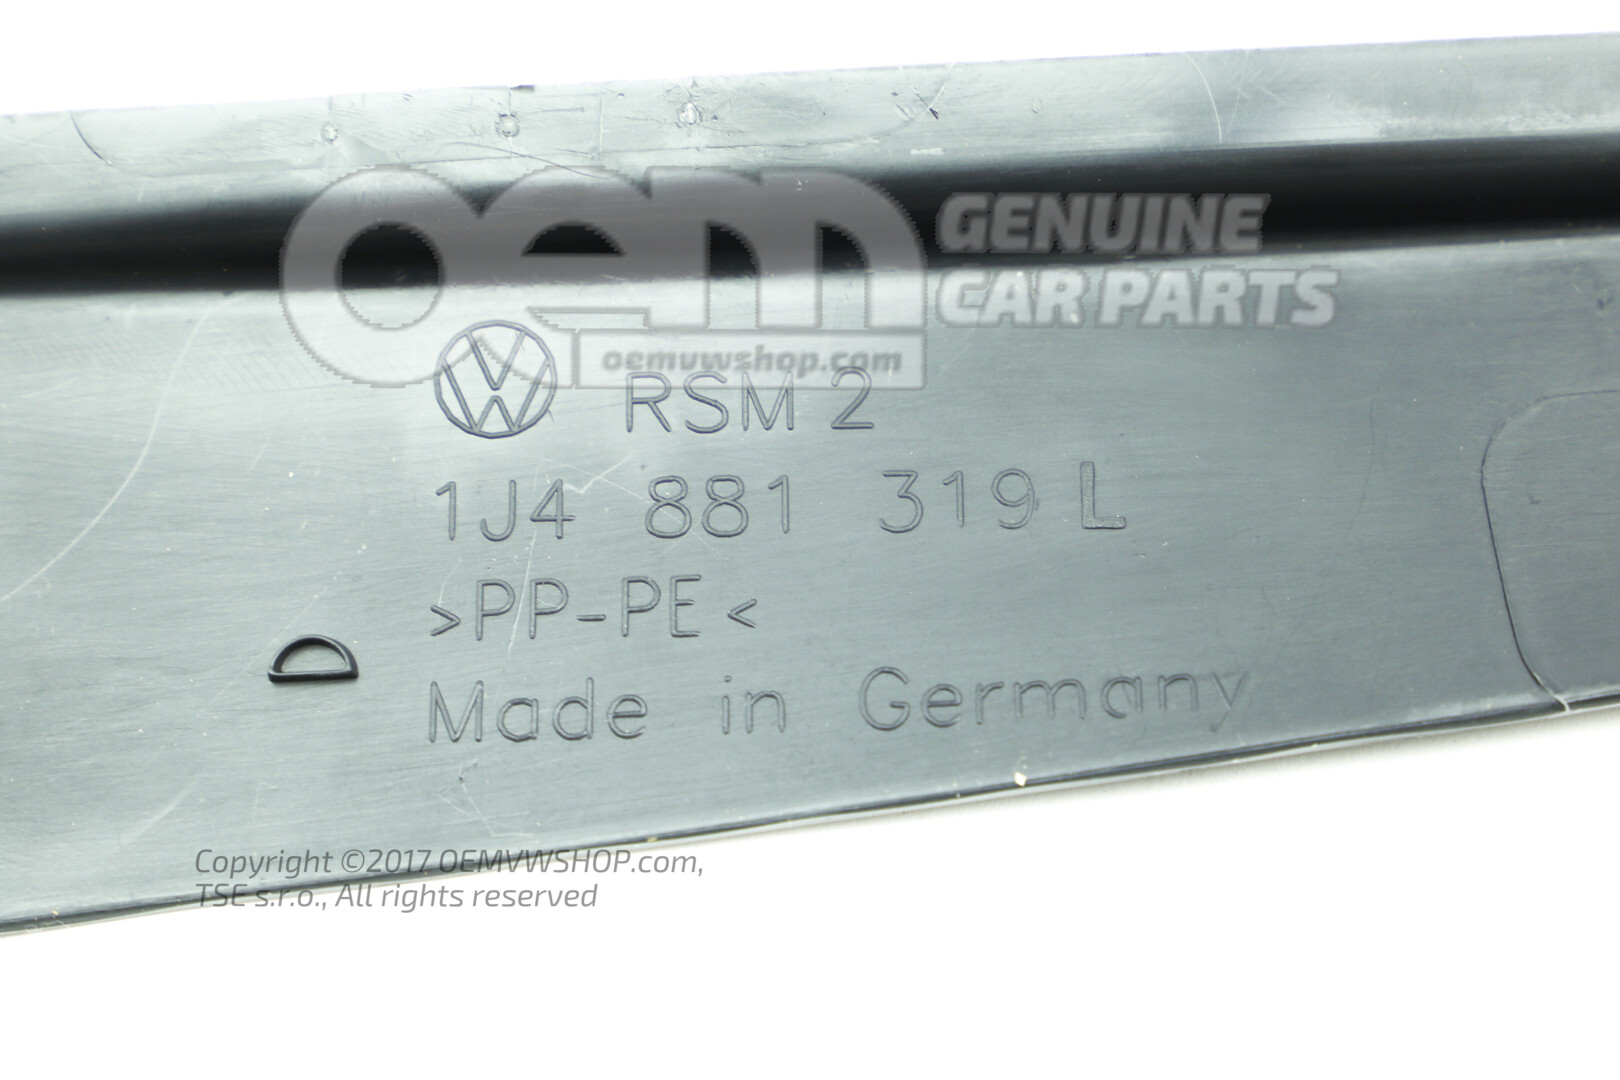 oem GENUINE
CAR PARTS
oemvwshop.com
RSM 2
1J4 881 319 L
>PP-PE<
Made in Germany
Copyright ©2017 OEMVWSHOP.com,
TSE s.r.o., All rights reserved